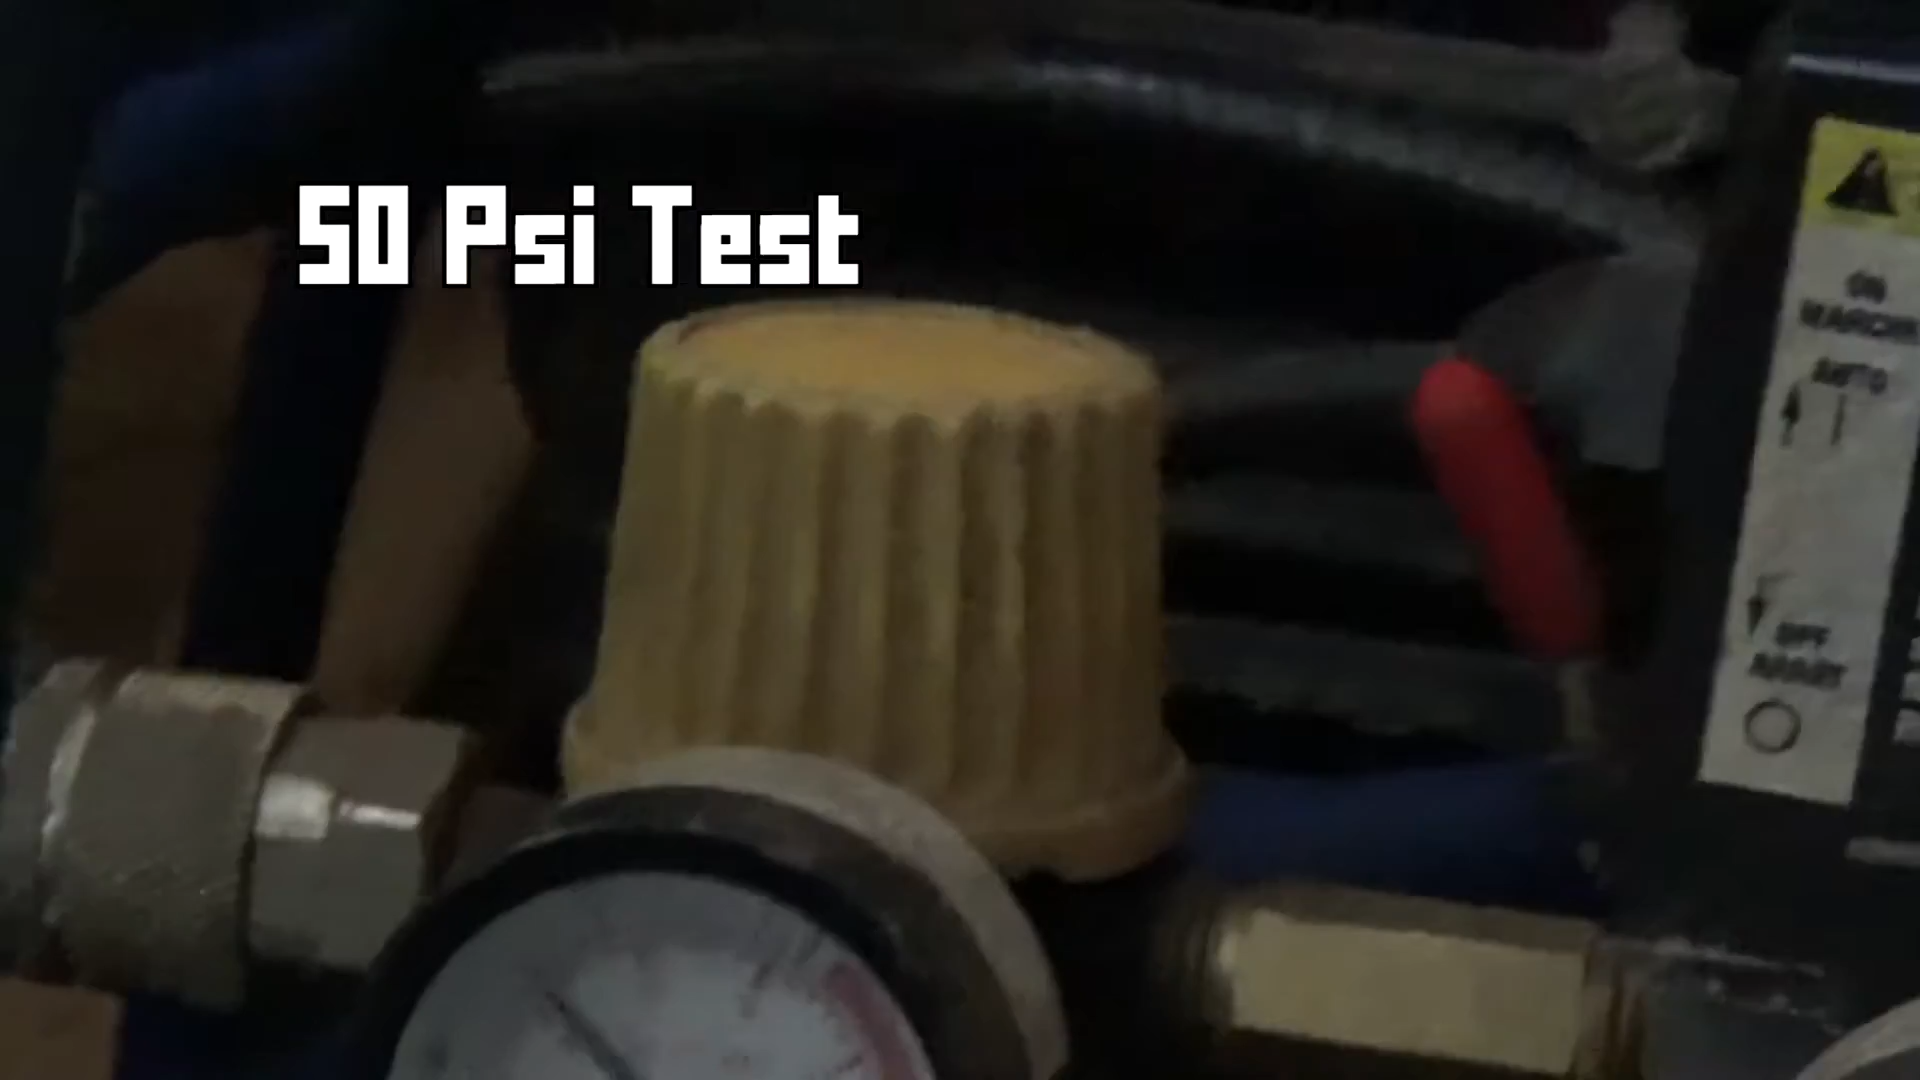 50 Psi Test
ON
MARCHE
AUTO
OFF
ARRET